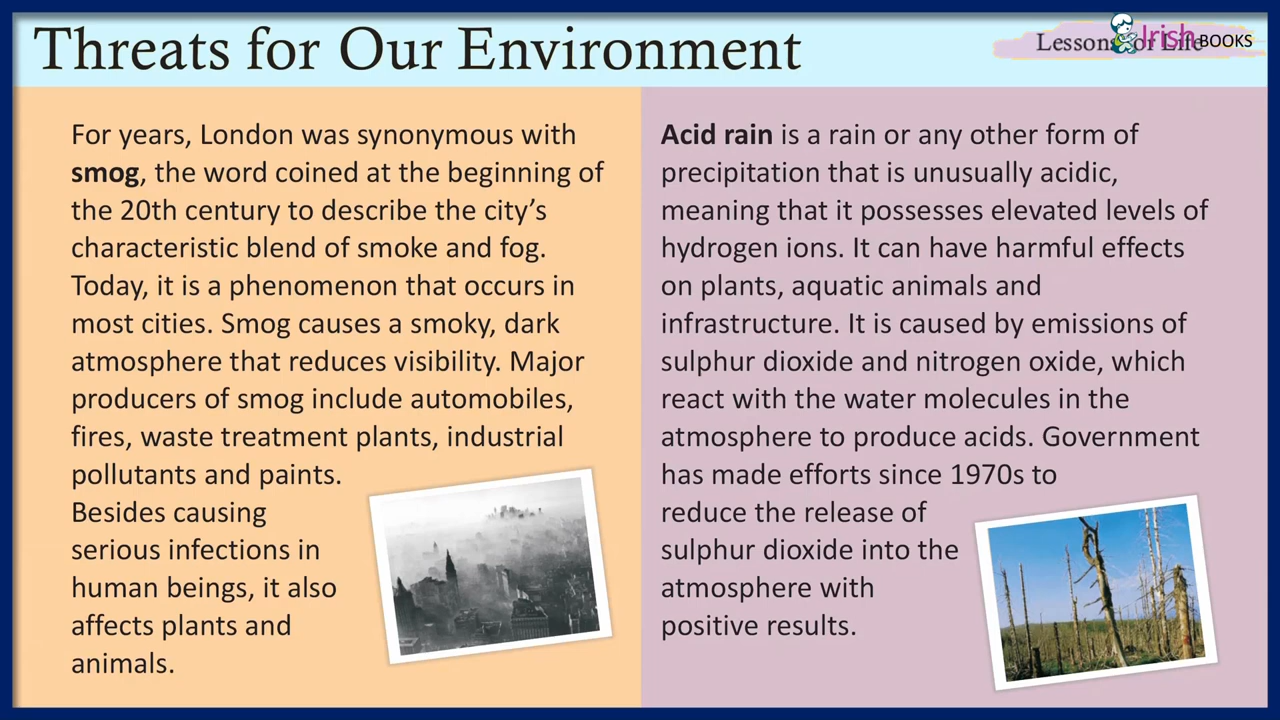 Threats for Our Environment
Lessons for Life
Irish BOOKS
For years, London was synonymous with
smog, the word coined at the beginning of
the 20th century to describe the city’s
characteristic blend of smoke and fog.
Today, it is a phenomenon that occurs in
most cities. Smog causes a smoky, dark
atmosphere that reduces visibility. Major
producers of smog include automobiles,
fires, waste treatment plants, industrial
pollutants and paints.
Besides causing
serious infections in
human beings, it also
affects plants and
animals.
Acid rain is a rain or any other form of
precipitation that is unusually acidic,
meaning that it possesses elevated levels of
hydrogen ions. It can have harmful effects
on plants, aquatic animals and
infrastructure. It is caused by emissions of
sulphur dioxide and nitrogen oxide, which
react with the water molecules in the
atmosphere to produce acids. Government
has made efforts since 1970s to
reduce the release of
sulphur dioxide into the
atmosphere with
positive results.